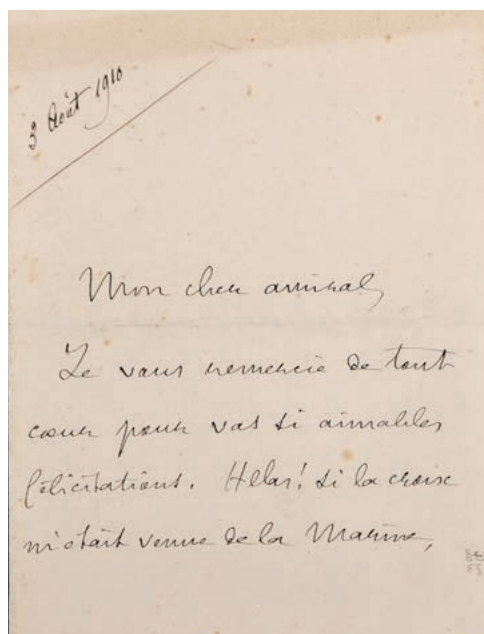 3 Août 1910
Mon cher amiral,
Je vous remercie de tout
cœur pour vos si aimables
félicitations. Hélas! si la croix
m'était venue de la Marine,